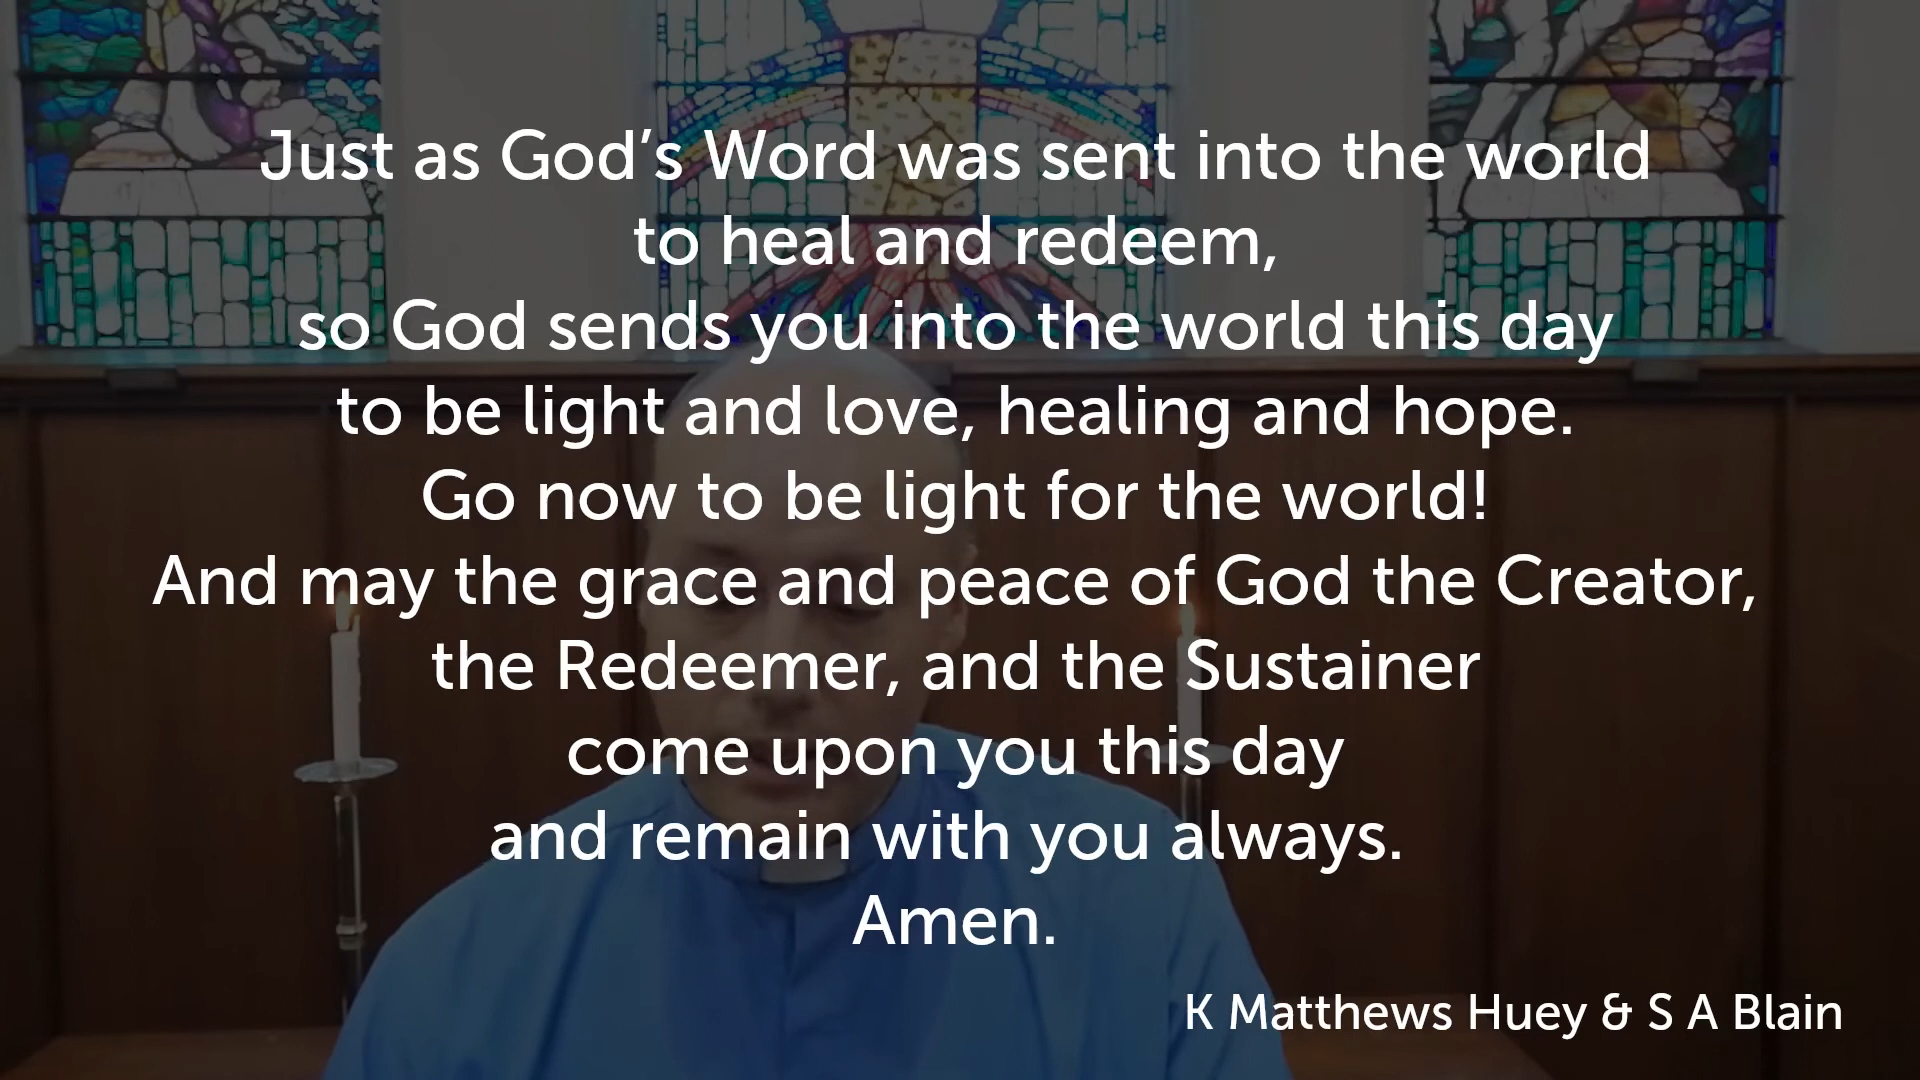 Just as God’s Word was sent into the world
to heal and redeem,
so God sends you into the world this day
to be light and love, healing and hope.
Go now to be light for the world!
And may the grace and peace of God the Creator,
the Redeemer, and the Sustainer
come upon you this day
and remain with you always.
Amen.
K Matthews Huey & S A Blain